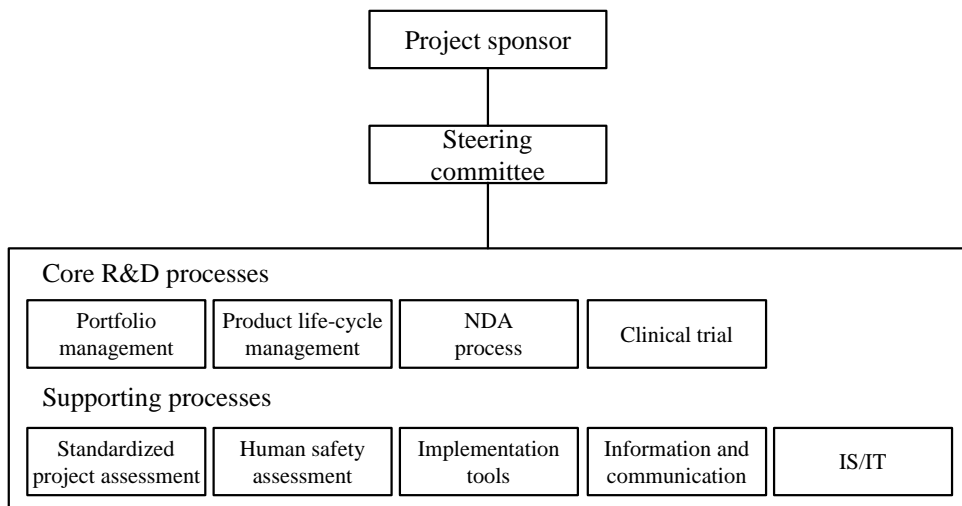 Project sponsor
Steering
committee
Core R&D processes
Portfolio
management
Product life-cycle
management
NDA
process
Clinical trial
Supporting processes
Standardized
project assessment
Human safety
assessment
Implementation
tools
Information and
communication
IS/IT